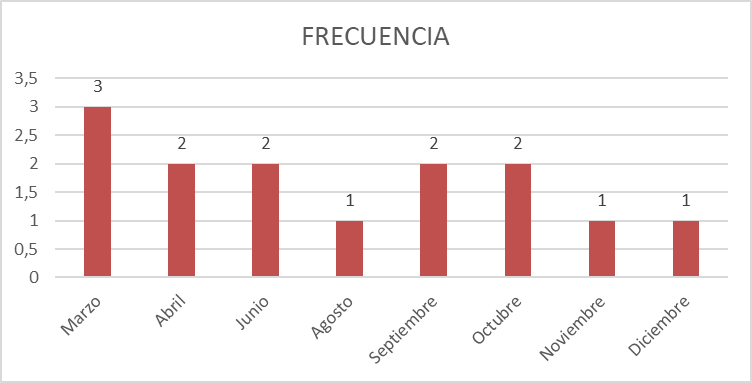 FRECUENCIA
3,5
3
2,5
2
1,5
1
0,5
0
3
2
2
1
2
2
1
1
Marzo
Abril
Junio
Agosto
Septiembre
Octubre
Noviembre
Diciembre